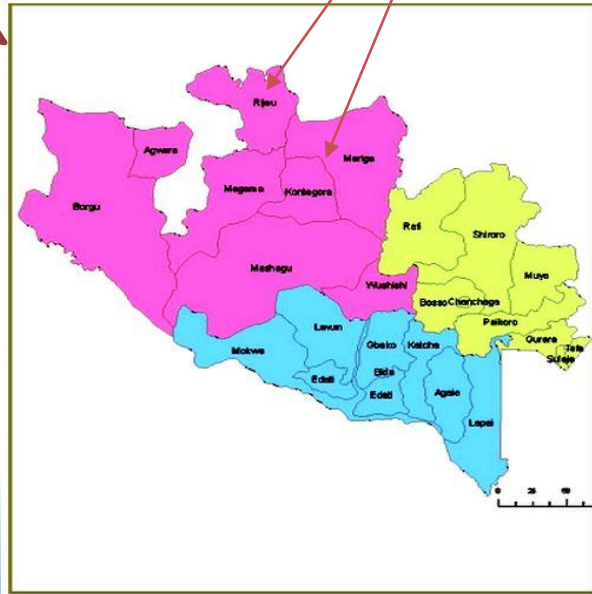 Rijau
Agwara
Mariga
Magama
Kontagora
Borgu
Rafi
Shiroro
Mashegu
Muya
Wushishi
Bosso
Chanchaga
Paikoro
Lavun
Gbako
Katcha
Gurara
Tafa
Suleja
Mokwa
Bida
Edati
Edati
Agaie
Lapai
0 25 50